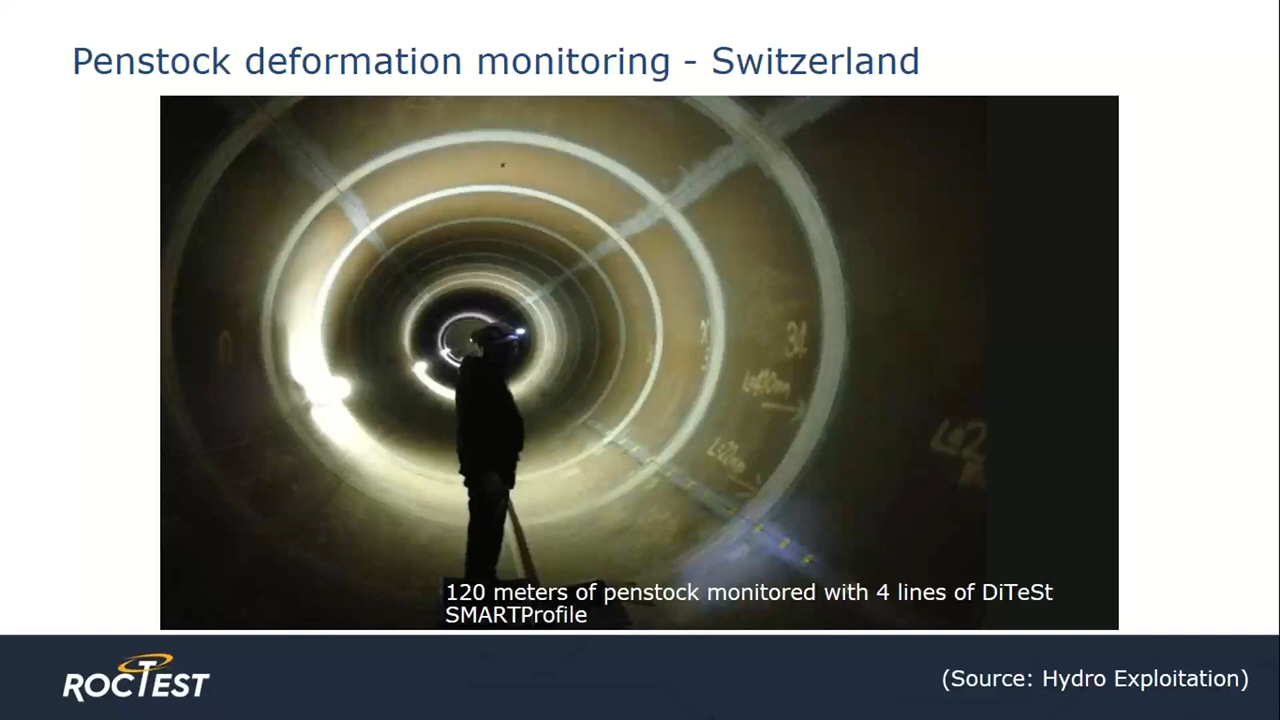 Penstock deformation monitoring - Switzerland
34
120 meters of penstock monitored with 4 lines of DiTeSt
SMARTProfile
ROCTEST
(Source: Hydro Exploitation)